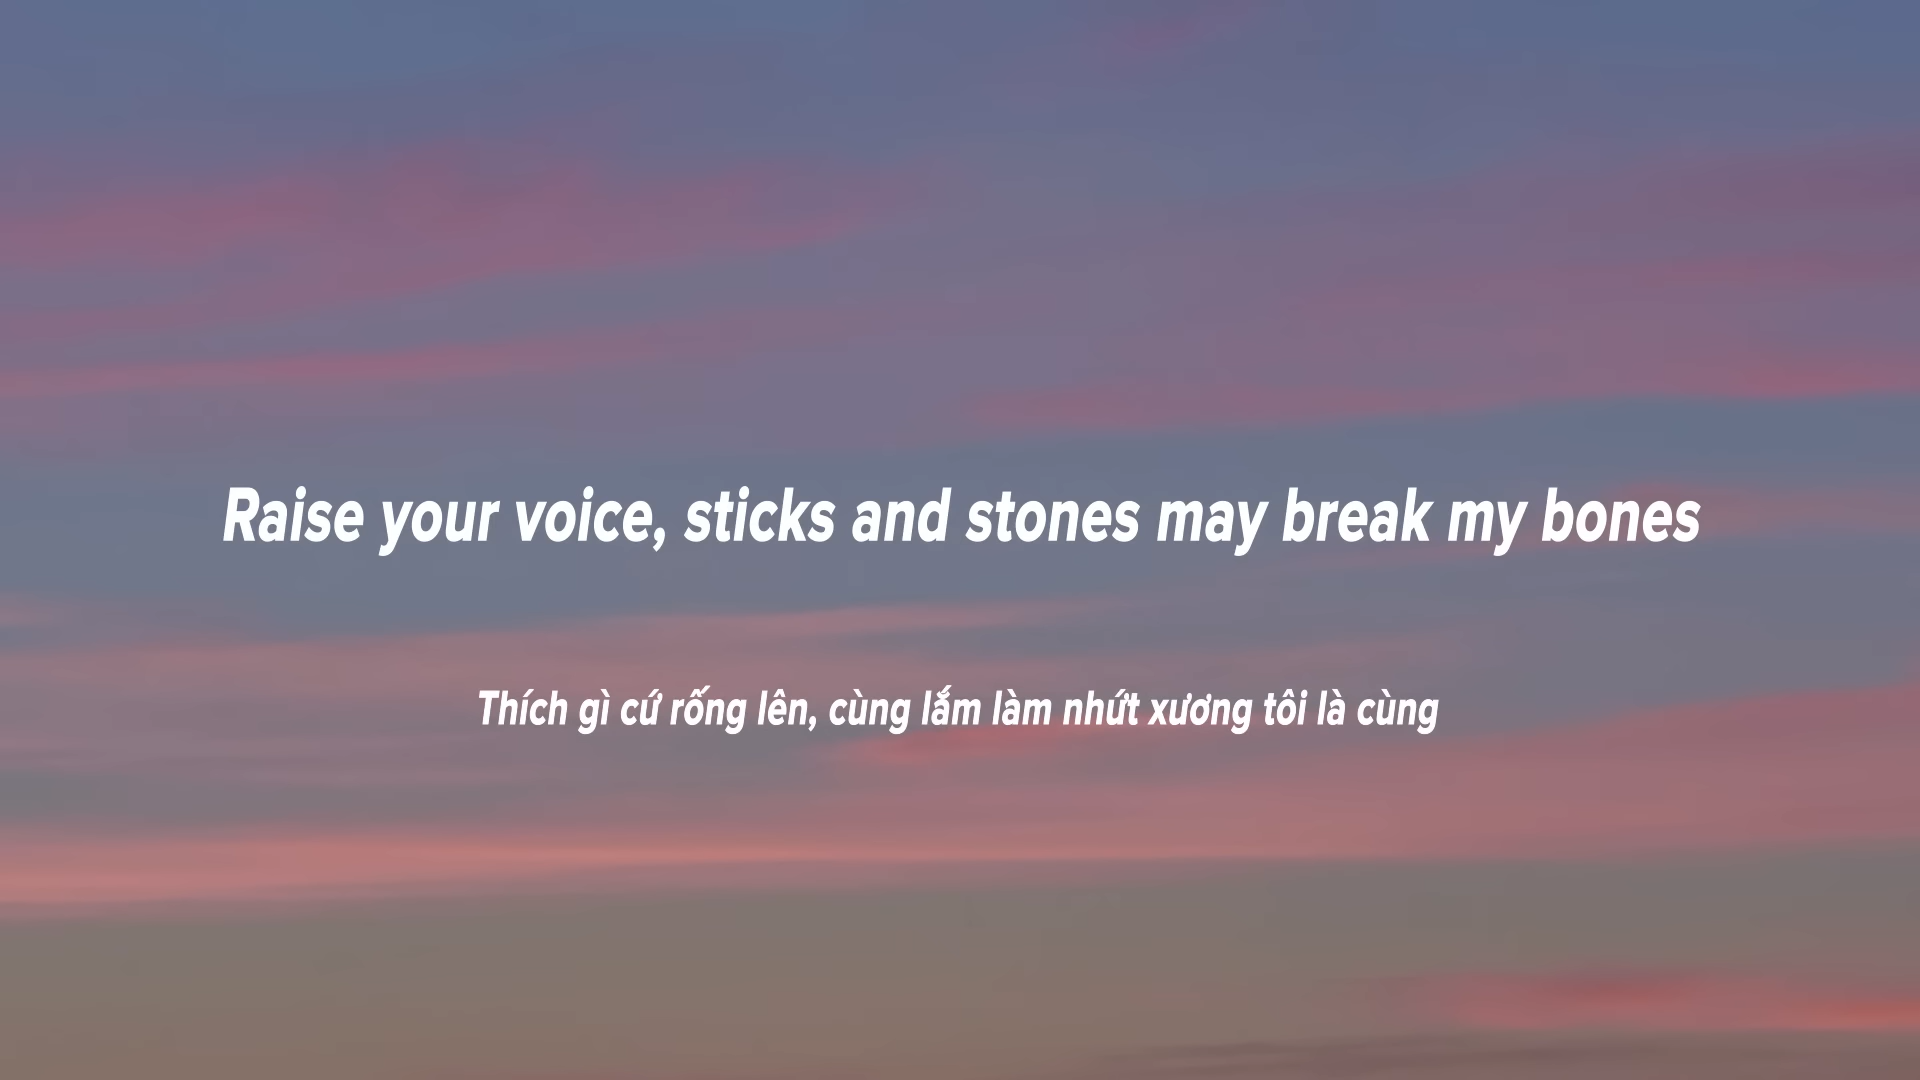 Raise your voice, sticks and stones may break my bones
Thích gì cứ rống lên, cùng lắm làm nhứt xương tôi là cùng